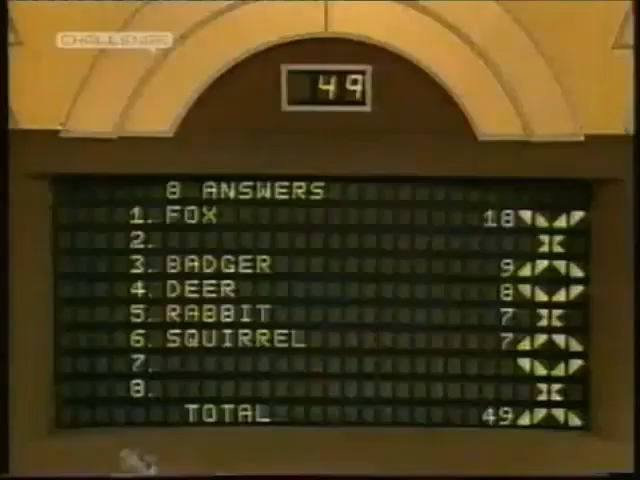 CHALLENGE
49
8 ANSWERS
1. FOX 18
2.
3. BADGER 9
4. DEER 8
5. RABBIT 7
6. SQUIRREL 7
7.
8.
TOTAL 49